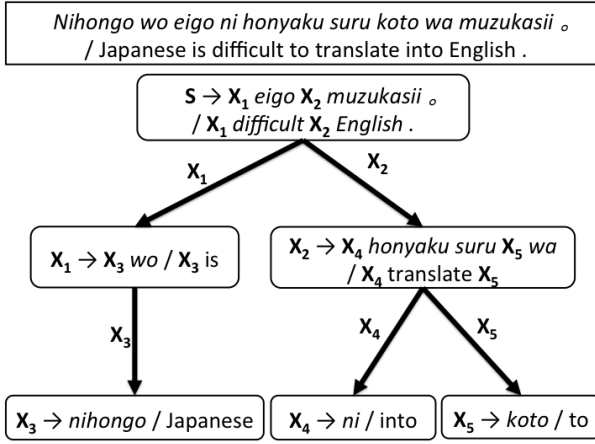 Nihongo wo eigo ni honyaku suru koto wa muzukasii 。
/ Japanese is difficult to translate into English .
S → X₁ eigo X₂ muzukasii 。
/ X₁ difficult X₂ English .
X₁
X₂
X₁ → X₃ wo / X₃ is
X₂ → X₄ honyaku suru X₅ wa
/ X₄ translate X₅
X₃
X₄
X₅
X₃ → nihongo / Japanese
X₄ → ni / into
X₅ → koto / to